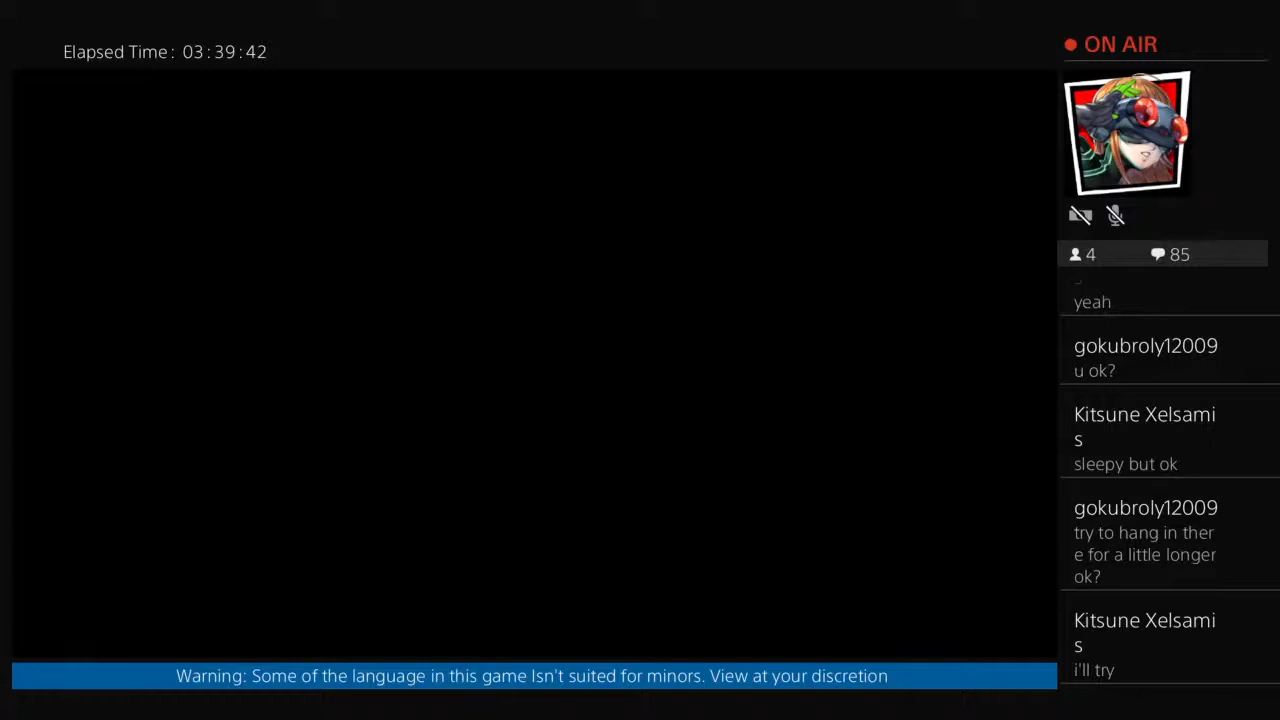 Elapsed Time: 03:39:42
ON AIR
4 85
yeah
gokubroly12009
u ok?
Kitsune Xelsami
s
sleepy but ok
gokubroly12009
try to hang in ther
e for a little longer
ok?
Kitsune Xelsami
s
i'll try
Warning: Some of the language in this game Isn't suited for minors. View at your discretion